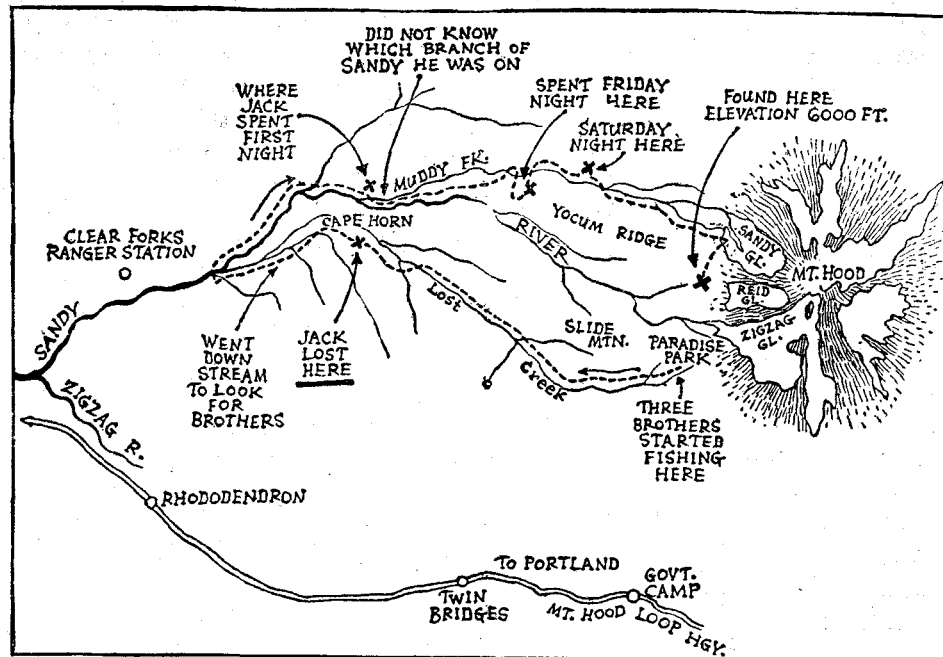 DID NOT KNOW
WHICH BRANCH OF
SANDY HE WAS ON
WHERE
JACK
SPENT
FIRST
NIGHT
SPENT FRIDAY
NIGHT HERE
SATURDAY
NIGHT HERE
FOUND HERE
ELEVATION 6000 FT.
MUDDY FK.
CAPE HORN
YOCUM RIDGE
RIVER
SANDY
GL.
MT. HOOD
REID
GL.
ZIGZAG
GL.
CLEAR FORKS
RANGER STATION
SANDY
LOST
CREEK
SLIDE
MTN.
PARADISE
PARK
WENT
DOWN
STREAM
TO LOOK
FOR
BROTHERS
JACK
LOST
HERE
THREE
BROTHERS
STARTED
FISHING
HERE
ZIGZAG R.
RHODODENDRON
TO PORTLAND
TWIN
BRIDGES
GOVT.
CAMP
MT. HOOD LOOP HGY.